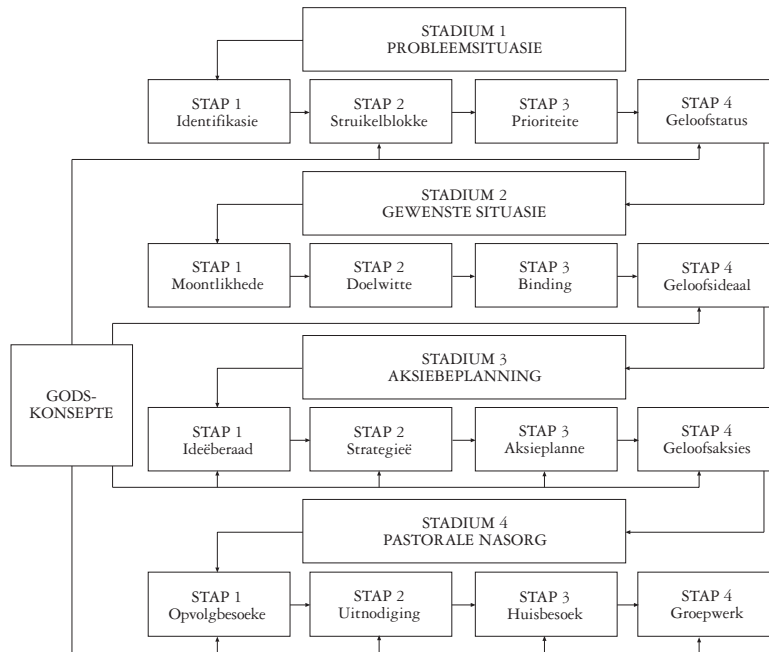 STADIUM 1
PROBLEEMSITUASIE
STAP 1
Identifikasie
STAP 2
Struikelblokke
STAP 3
Prioriteite
STAP 4
Geloofstatus
STADIUM 2
GEWENSTE SITUASIE
STAP 1
Moontlikhede
STAP 2
Doelwitte
STAP 3
Binding
STAP 4
Geloofsideaal
GODS-
KONSEPTE
STADIUM 3
AKSIEBEPLANNING
STAP 1
Ideëberaad
STAP 2
Strategieë
STAP 3
Aksieplanne
STAP 4
Geloofsaksies
STADIUM 4
PASTORALE NASORG
STAP 1
Opvolgbesoeke
STAP 2
Uitnodiging
STAP 3
Huisbesoek
STAP 4
Groepwerk